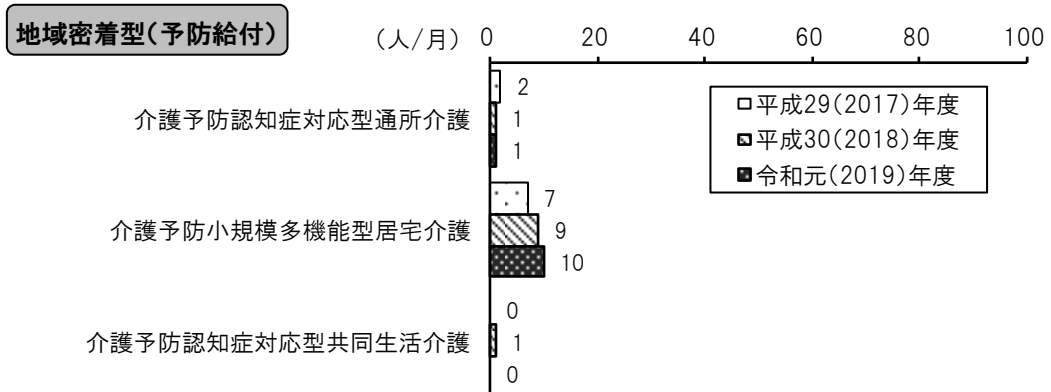 地域密着型(予防給付)
(人/月)
0 20 40 60 80 100
2
介護予防認知症対応型通所介護 1
1
□平成29(2017)年度
平成30(2018)年度
令和元(2019)年度
7
介護予防小規模多機能型居宅介護 9
10
0
介護予防認知症対応型共同生活介護 1
0